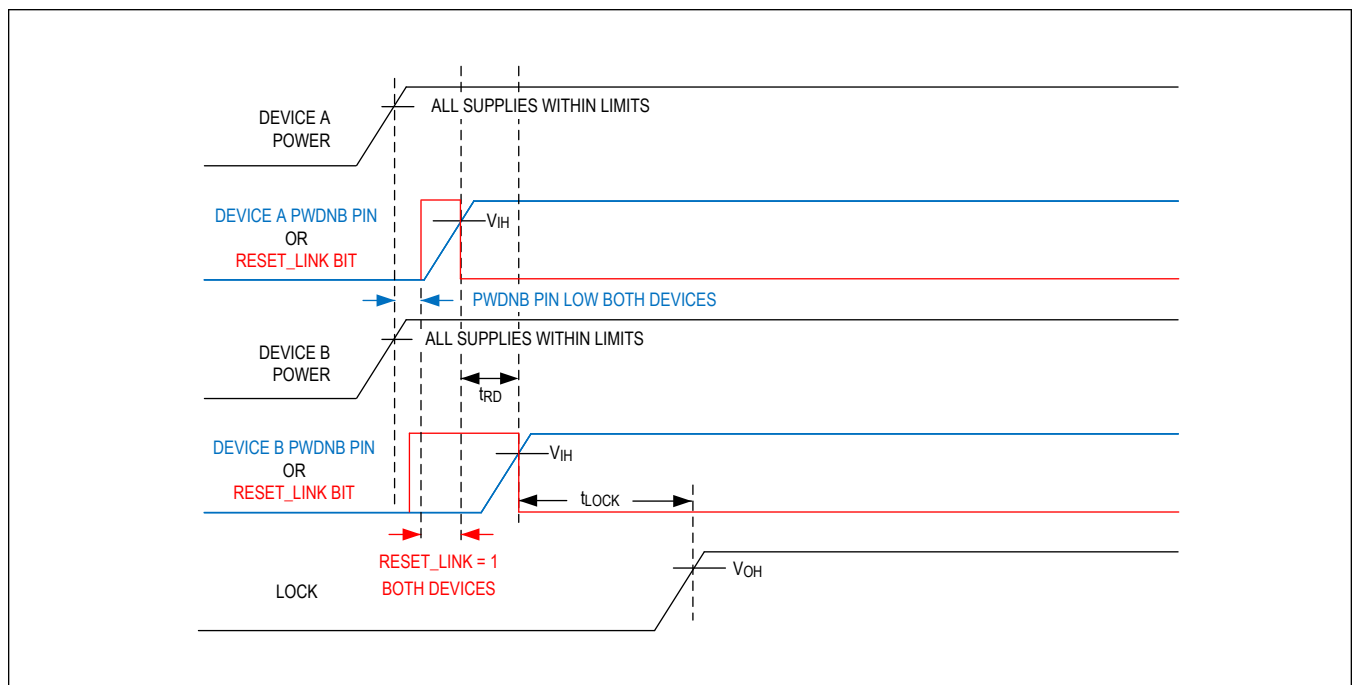 ALL SUPPLIES WITHIN LIMITS
DEVICE A
POWER
DEVICE A PWDNB PIN
OR
RESET_LINK BIT
VIH
PWDNB PIN LOW BOTH DEVICES
ALL SUPPLIES WITHIN LIMITS
DEVICE B
POWER
tRD
DEVICE B PWDNB PIN
OR
RESET_LINK BIT
VIH
tLOCK
RESET_LINK = 1
BOTH DEVICES
LOCK
VOH